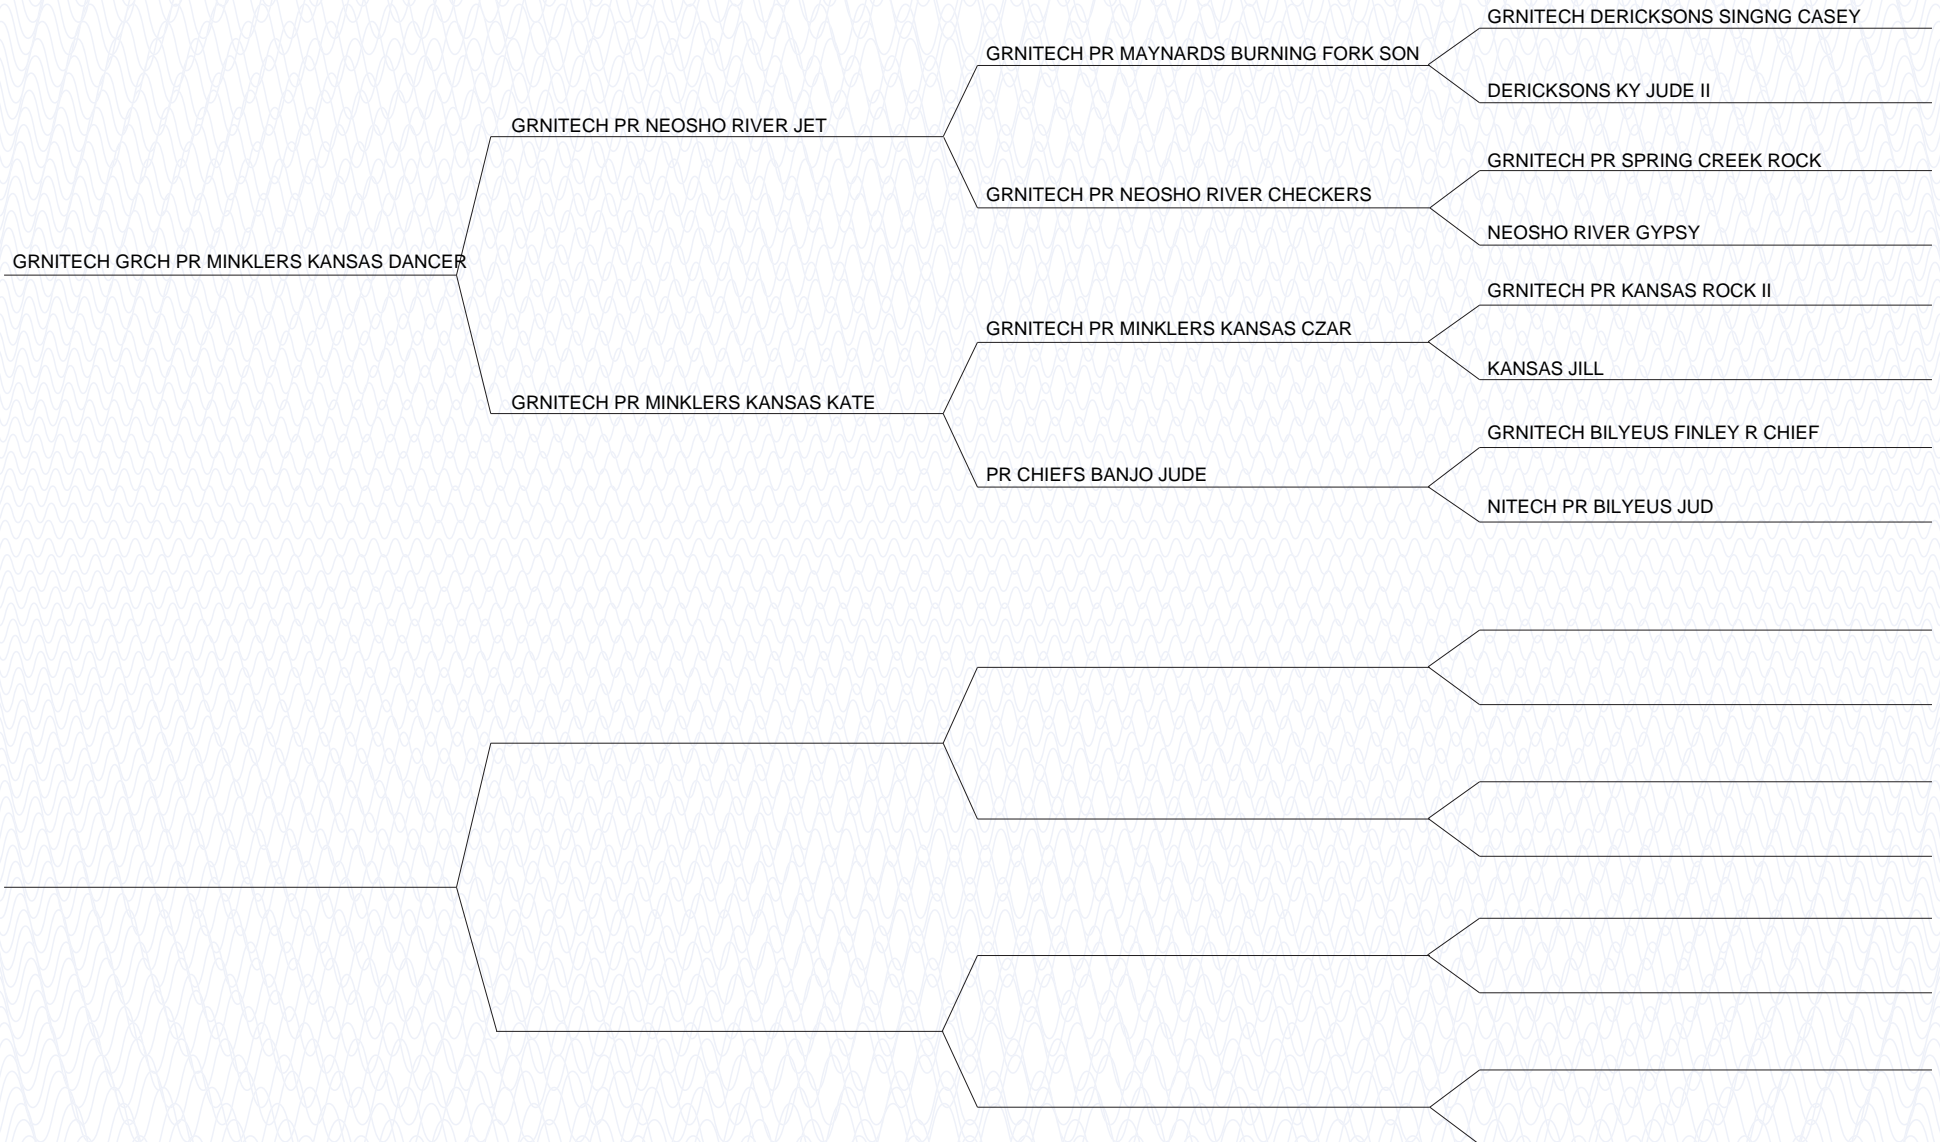 GRNITECH DERICKSONS SINGNG CASEY
GRNITECH PR MAYNARDS BURNING FORK SON
DERICKSONS KY JUDE II
GRNITECH PR NEOSHO RIVER JET
GRNITECH PR SPRING CREEK ROCK
GRNITECH PR NEOSHO RIVER CHECKERS
NEOSHO RIVER GYPSY
GRNITECH GRCH PR MINKLERS KANSAS DANCER
GRNITECH PR KANSAS ROCK II
GRNITECH PR MINKLERS KANSAS CZAR
KANSAS JILL
GRNITECH PR MINKLERS KANSAS KATE
GRNITECH BILYEUS FINLEY R CHIEF
PR CHIEFS BANJO JUDE
NITECH PR BILYEUS JUD